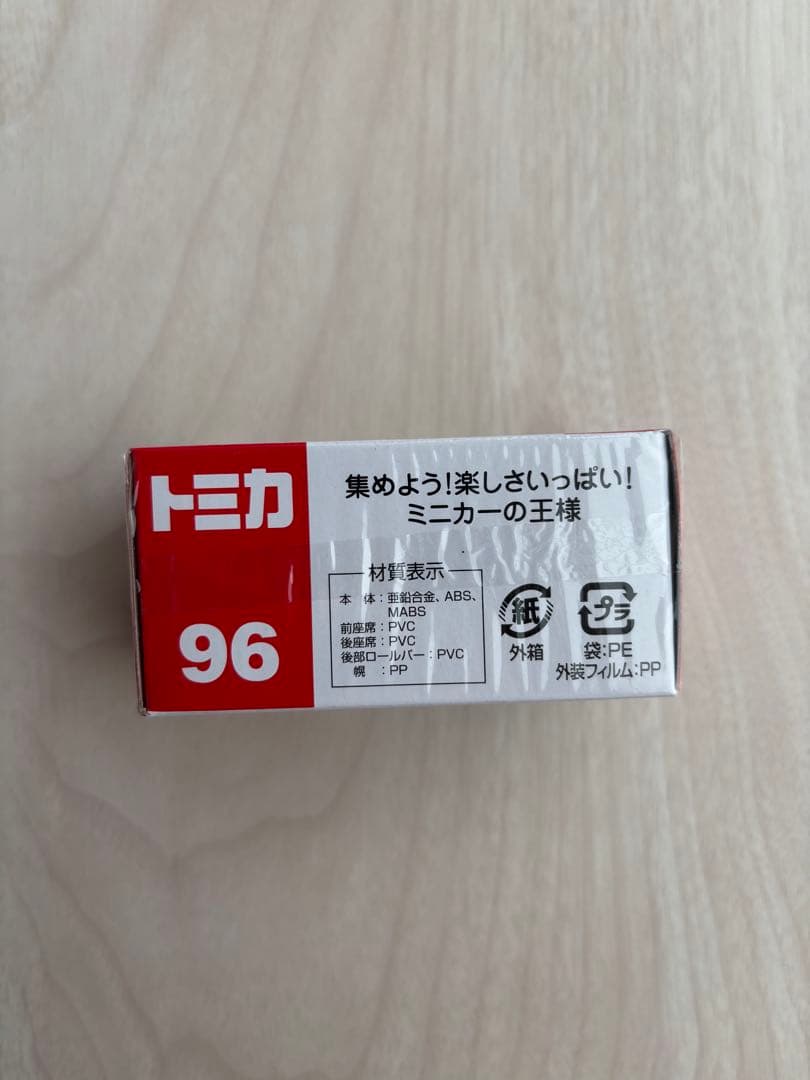 トミカ
96
集めよう!楽しさいっぱい!
ミニカーの王様
材質表示
本 体:亜鉛合金、ABS、
MABS
前座席:PVC
後座席:PVC
後部ロールバー:PVC
幌 :PP
紙
外箱
プラ
袋:PE
外装フィルム:PP